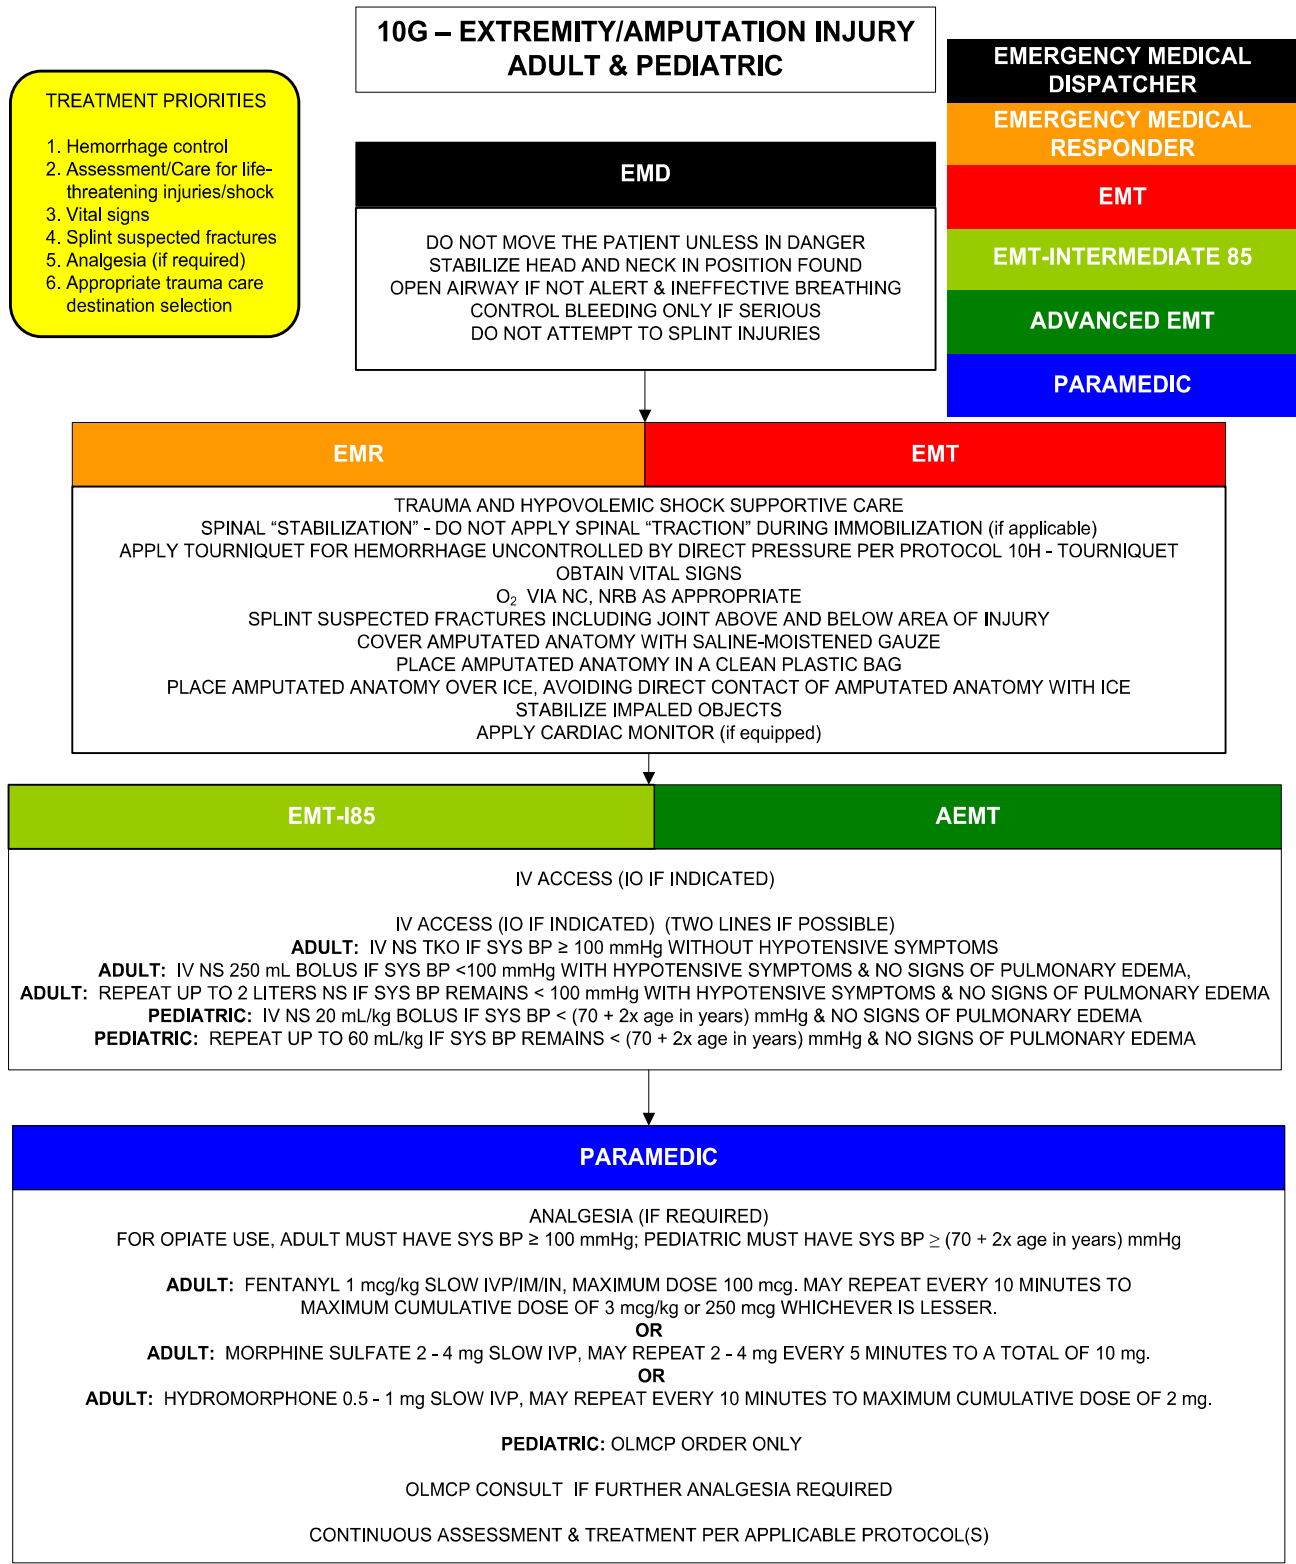 10G – EXTREMITY/AMPUTATION INJURY
ADULT & PEDIATRIC
TREATMENT PRIORITIES
1. Hemorrhage control
2. Assessment/Care for life-
threatening injuries/shock
3. Vital signs
4. Splint suspected fractures
5. Analgesia (if required)
6. Appropriate trauma care
destination selection
EMERGENCY MEDICAL
DISPATCHER
EMERGENCY MEDICAL
RESPONDER
EMT
EMT-INTERMEDIATE 85
ADVANCED EMT
PARAMEDIC
EMD
DO NOT MOVE THE PATIENT UNLESS IN DANGER
STABILIZE HEAD AND NECK IN POSITION FOUND
OPEN AIRWAY IF NOT ALERT & INEFFECTIVE BREATHING
CONTROL BLEEDING ONLY IF SERIOUS
DO NOT ATTEMPT TO SPLINT INJURIES
EMR
EMT
TRAUMA AND HYPOVOLEMIC SHOCK SUPPORTIVE CARE
SPINAL “STABILIZATION” - DO NOT APPLY SPINAL “TRACTION” DURING IMMOBILIZATION (if applicable)
APPLY TOURNIQUET FOR HEMORRHAGE UNCONTROLLED BY DIRECT PRESSURE PER PROTOCOL 10H - TOURNIQUET
OBTAIN VITAL SIGNS
O₂ VIA NC, NRB AS APPROPRIATE
SPLINT SUSPECTED FRACTURES INCLUDING JOINT ABOVE AND BELOW AREA OF INJURY
COVER AMPUTATED ANATOMY WITH SALINE-MOISTENED GAUZE
PLACE AMPUTATED ANATOMY IN A CLEAN PLASTIC BAG
PLACE AMPUTATED ANATOMY OVER ICE, AVOIDING DIRECT CONTACT OF AMPUTATED ANATOMY WITH ICE
STABILIZE IMPALED OBJECTS
APPLY CARDIAC MONITOR (if equipped)
EMT-I85
AEMT
IV ACCESS (IO IF INDICATED)
IV ACCESS (IO IF INDICATED) (TWO LINES IF POSSIBLE)
ADULT: IV NS TKO IF SYS BP ≥ 100 mmHg WITHOUT HYPOTENSIVE SYMPTOMS
ADULT: IV NS 250 mL BOLUS IF SYS BP <100 mmHg WITH HYPOTENSIVE SYMPTOMS & NO SIGNS OF PULMONARY EDEMA,
ADULT: REPEAT UP TO 2 LITERS NS IF SYS BP REMAINS < 100 mmHg WITH HYPOTENSIVE SYMPTOMS & NO SIGNS OF PULMONARY EDEMA
PEDIATRIC: IV NS 20 mL/kg BOLUS IF SYS BP < (70 + 2x age in years) mmHg & NO SIGNS OF PULMONARY EDEMA
PEDIATRIC: REPEAT UP TO 60 mL/kg IF SYS BP REMAINS < (70 + 2x age in years) mmHg & NO SIGNS OF PULMONARY EDEMA
PARAMEDIC
ANALGESIA (IF REQUIRED)
FOR OPIATE USE, ADULT MUST HAVE SYS BP ≥ 100 mmHg; PEDIATRIC MUST HAVE SYS BP ≥ (70 + 2x age in years) mmHg
ADULT: FENTANYL 1 mcg/kg SLOW IVP/IM/IN, MAXIMUM DOSE 100 mcg. MAY REPEAT EVERY 10 MINUTES TO
MAXIMUM CUMULATIVE DOSE OF 3 mcg/kg or 250 mcg WHICHEVER IS LESSER.
OR
ADULT: MORPHINE SULFATE 2 - 4 mg SLOW IVP, MAY REPEAT 2 - 4 mg EVERY 5 MINUTES TO A TOTAL OF 10 mg.
OR
ADULT: HYDROMORPHONE 0.5 - 1 mg SLOW IVP, MAY REPEAT EVERY 10 MINUTES TO MAXIMUM CUMULATIVE DOSE OF 2 mg.
PEDIATRIC: OLMCP ORDER ONLY
OLMCP CONSULT IF FURTHER ANALGESIA REQUIRED
CONTINUOUS ASSESSMENT & TREATMENT PER APPLICABLE PROTOCOL(S)